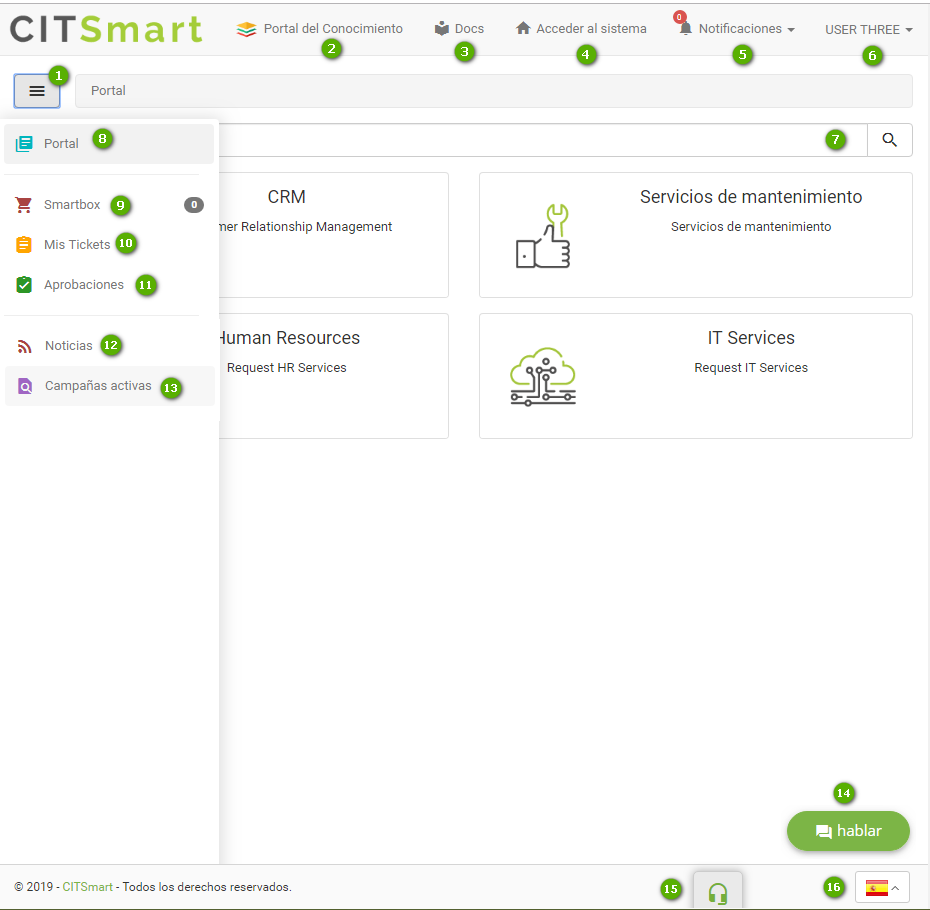 CITSmart
Portal del Conocimiento
Docs
Acceder al sistema
0
Notificaciones
USER THREE
2
3
4
5
6
1
Portal
Portal
8
7
CRM
mer Relationship Management
Servicios de mantenimiento
Servicios de mantenimiento
Smartbox
9
0
Mis Tickets
10
Aprobaciones
11
Human Resources
Request HR Services
IT Services
Request IT Services
Noticias
12
Campañas activas
13
14
hablar
© 2019 - CITSmart - Todos los derechos reservados.
15
16